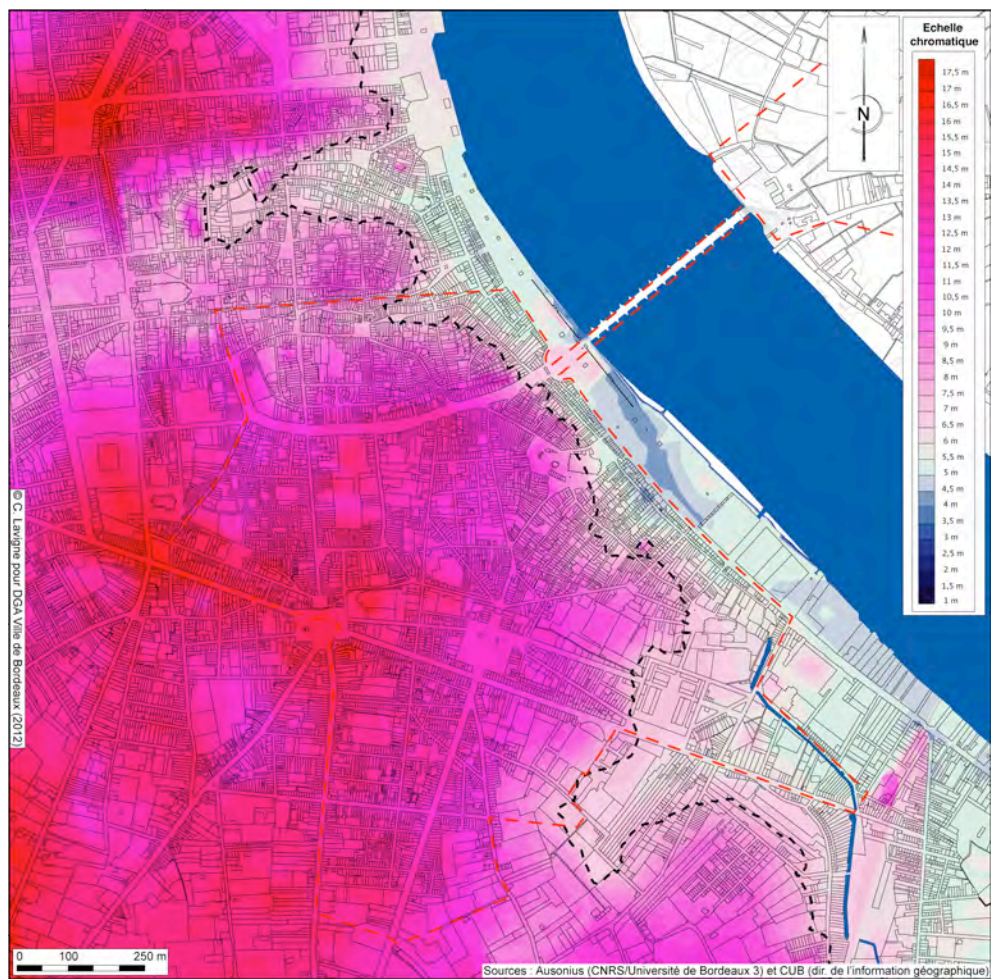 Echelle
chromatique
17,5 m
17 m
16,5 m
16 m
15,5 m
15 m
14,5 m
14 m
13,5 m
13 m
12,5 m
12 m
11,5 m
11 m
10,5 m
10 m
9,5 m
9 m
8,5 m
8 m
7,5 m
7 m
6,5 m
6 m
5,5 m
5 m
4,5 m
4 m
3,5 m
3 m
2,5 m
2 m
1,5 m
1 m
N
© C. Lavigne pour DGA Ville de Bordeaux (2012)
0 100 250 m
Sources : Ausonius (CNRS/Université de Bordeaux 3) et CUB (dir. de l'information géographique)